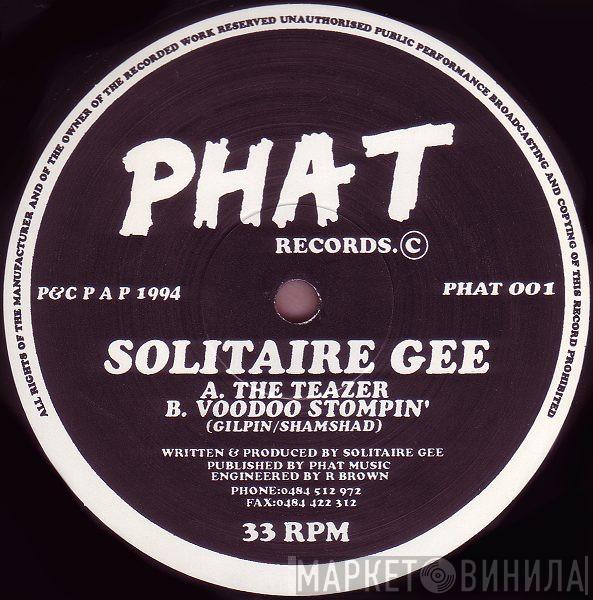 ALL RIGHTS OF THE MANUFACTURER AND OF THE OWNER OF THE RECORDED WORK RESERVED UNAUTHORISED PUBLIC PERFORMANCE BROADCASTING AND COPYING OF THIS RECORD PROHIBITED
PHAT
RECORDS.©
P&C P A P 1994
PHAT 001
SOLITAIRE GEE
A. THE TEAZER
B. VOODOO STOMPIN'
(GILPIN/SHAMSHAD)
WRITTEN & PRODUCED BY SOLITAIRE GEE
PUBLISHED BY PHAT MUSIC
ENGINEERED BY R BROWN
PHONE:0484 512 972
FAX:0484 422 312
33 RPM
МАРКЕТ ВИНИЛА